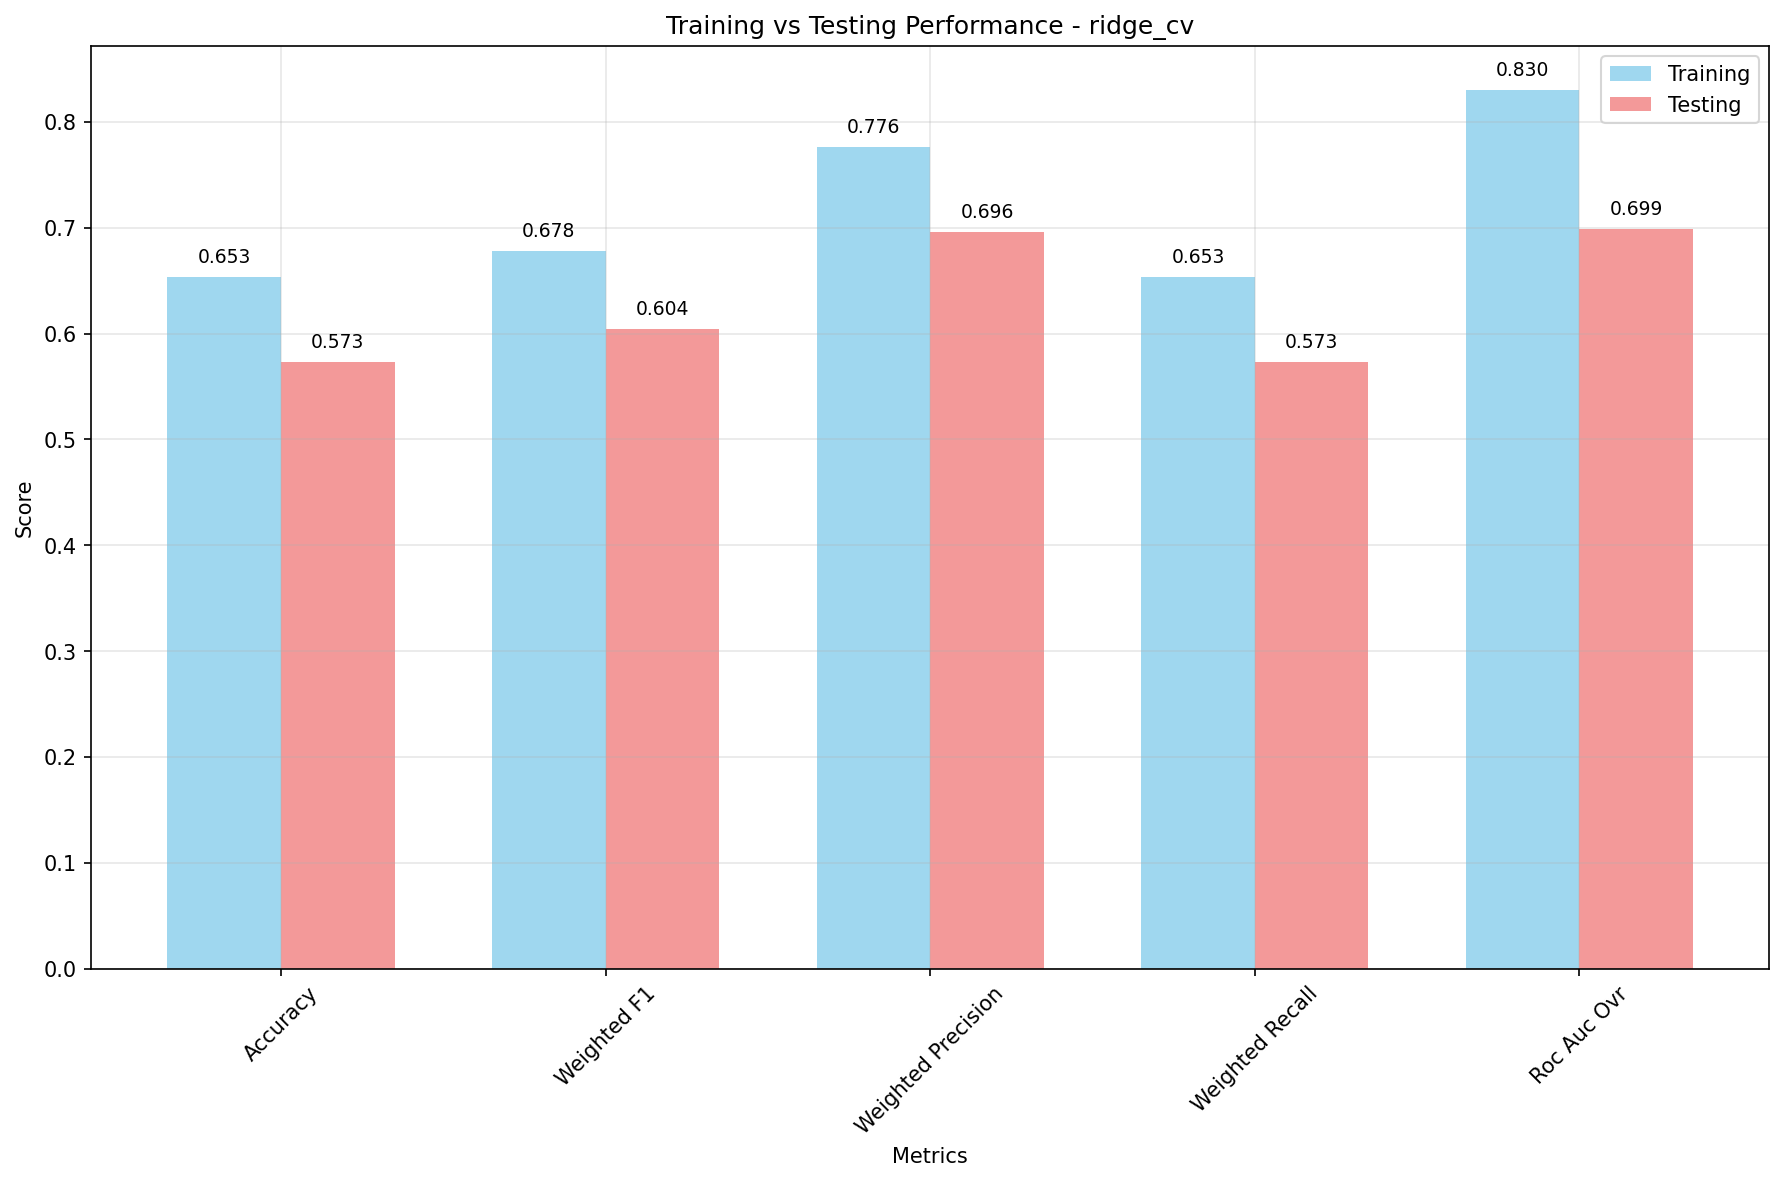 Training vs Testing Performance - ridge_cv
Training
Testing
0.830
0.776
0.696
0.699
0.653
0.678
0.653
0.573
0.604
0.573
Score
0.8
0.7
0.6
0.5
0.4
0.3
0.2
0.1
0.0
Accuracy
Weighted F1
Weighted Precision
Weighted Recall
Roc Auc Ovr
Metrics